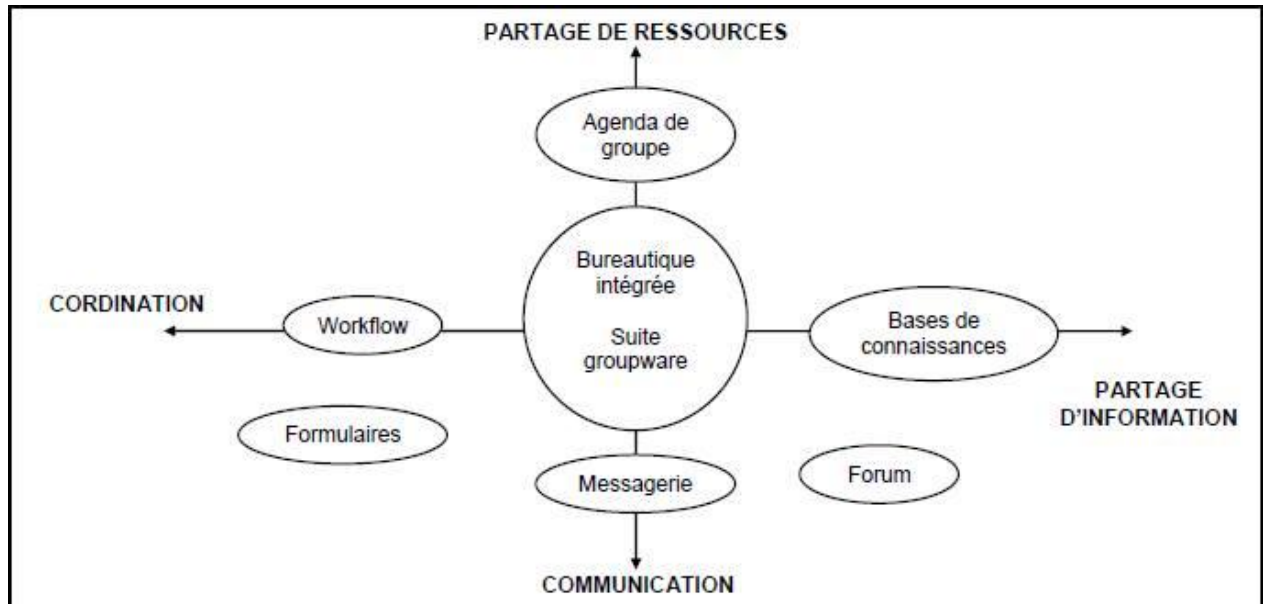 PARTAGE DE RESSOURCES
Agenda de
groupe
Bureautique
intégrée
Suite
groupware
CORDINATION
Workflow
Bases de
connaissances
PARTAGE
D'INFORMATION
Formulaires
Messagerie
Forum
COMMUNICATION